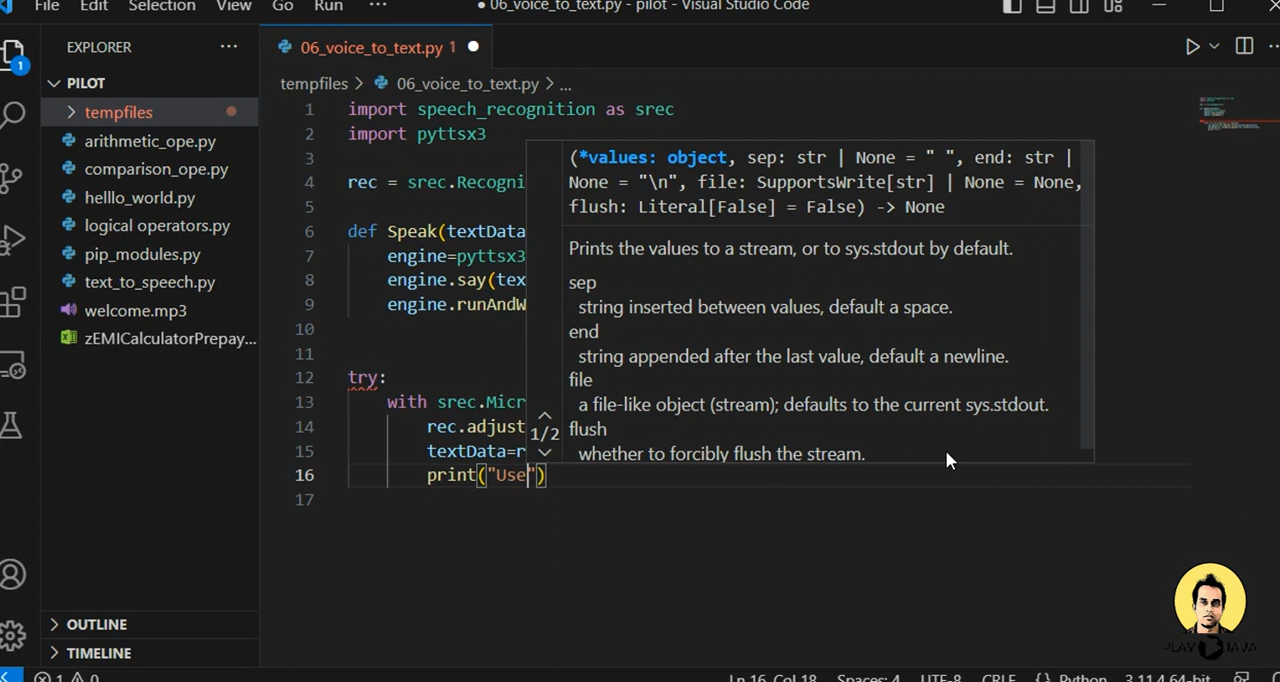 File Edit Selection View Go Run ··· ● 06_voice_to_text.py - pilot - Visual Studio Code
EXPLORER ···
06_voice_to_text.py 1 ●
PILOT
tempfiles > 06_voice_to_text.py > ...
tempfiles
arithmetic_ope.py
comparison_ope.py
helllo_world.py
logical operators.py
pip_modules.py
text_to_speech.py
welcome.mp3
zEMICalculatorPrepay...
1 import speech_recognition as srec
2 import pyttsx3
3
4 rec = srec.Recogni
5
6 def Speak(textData
7 engine=pyttsx3
8 engine.say(tex
9 engine.runAndW
10
11
12 try:
13 with srec.Micr
14 rec.adjust
15 textData=r
16 print("Use")
17
(*values: object, sep: str | None = " ", end: str |
None = "\n", file: SupportsWrite[str] | None = None,
flush: Literal[False] = False) -> None
Prints the values to a stream, or to sys.stdout by default.
sep
string inserted between values, default a space.
end
string appended after the last value, default a newline.
file
a file-like object (stream); defaults to the current sys.stdout.
flush
whether to forcibly flush the stream.
1/2
1
OUTLINE
TIMELINE
1 0 Ln 16, Col 18 Spaces: 4 UTF-8 CRLF {} Python 3.11.4 64-bit